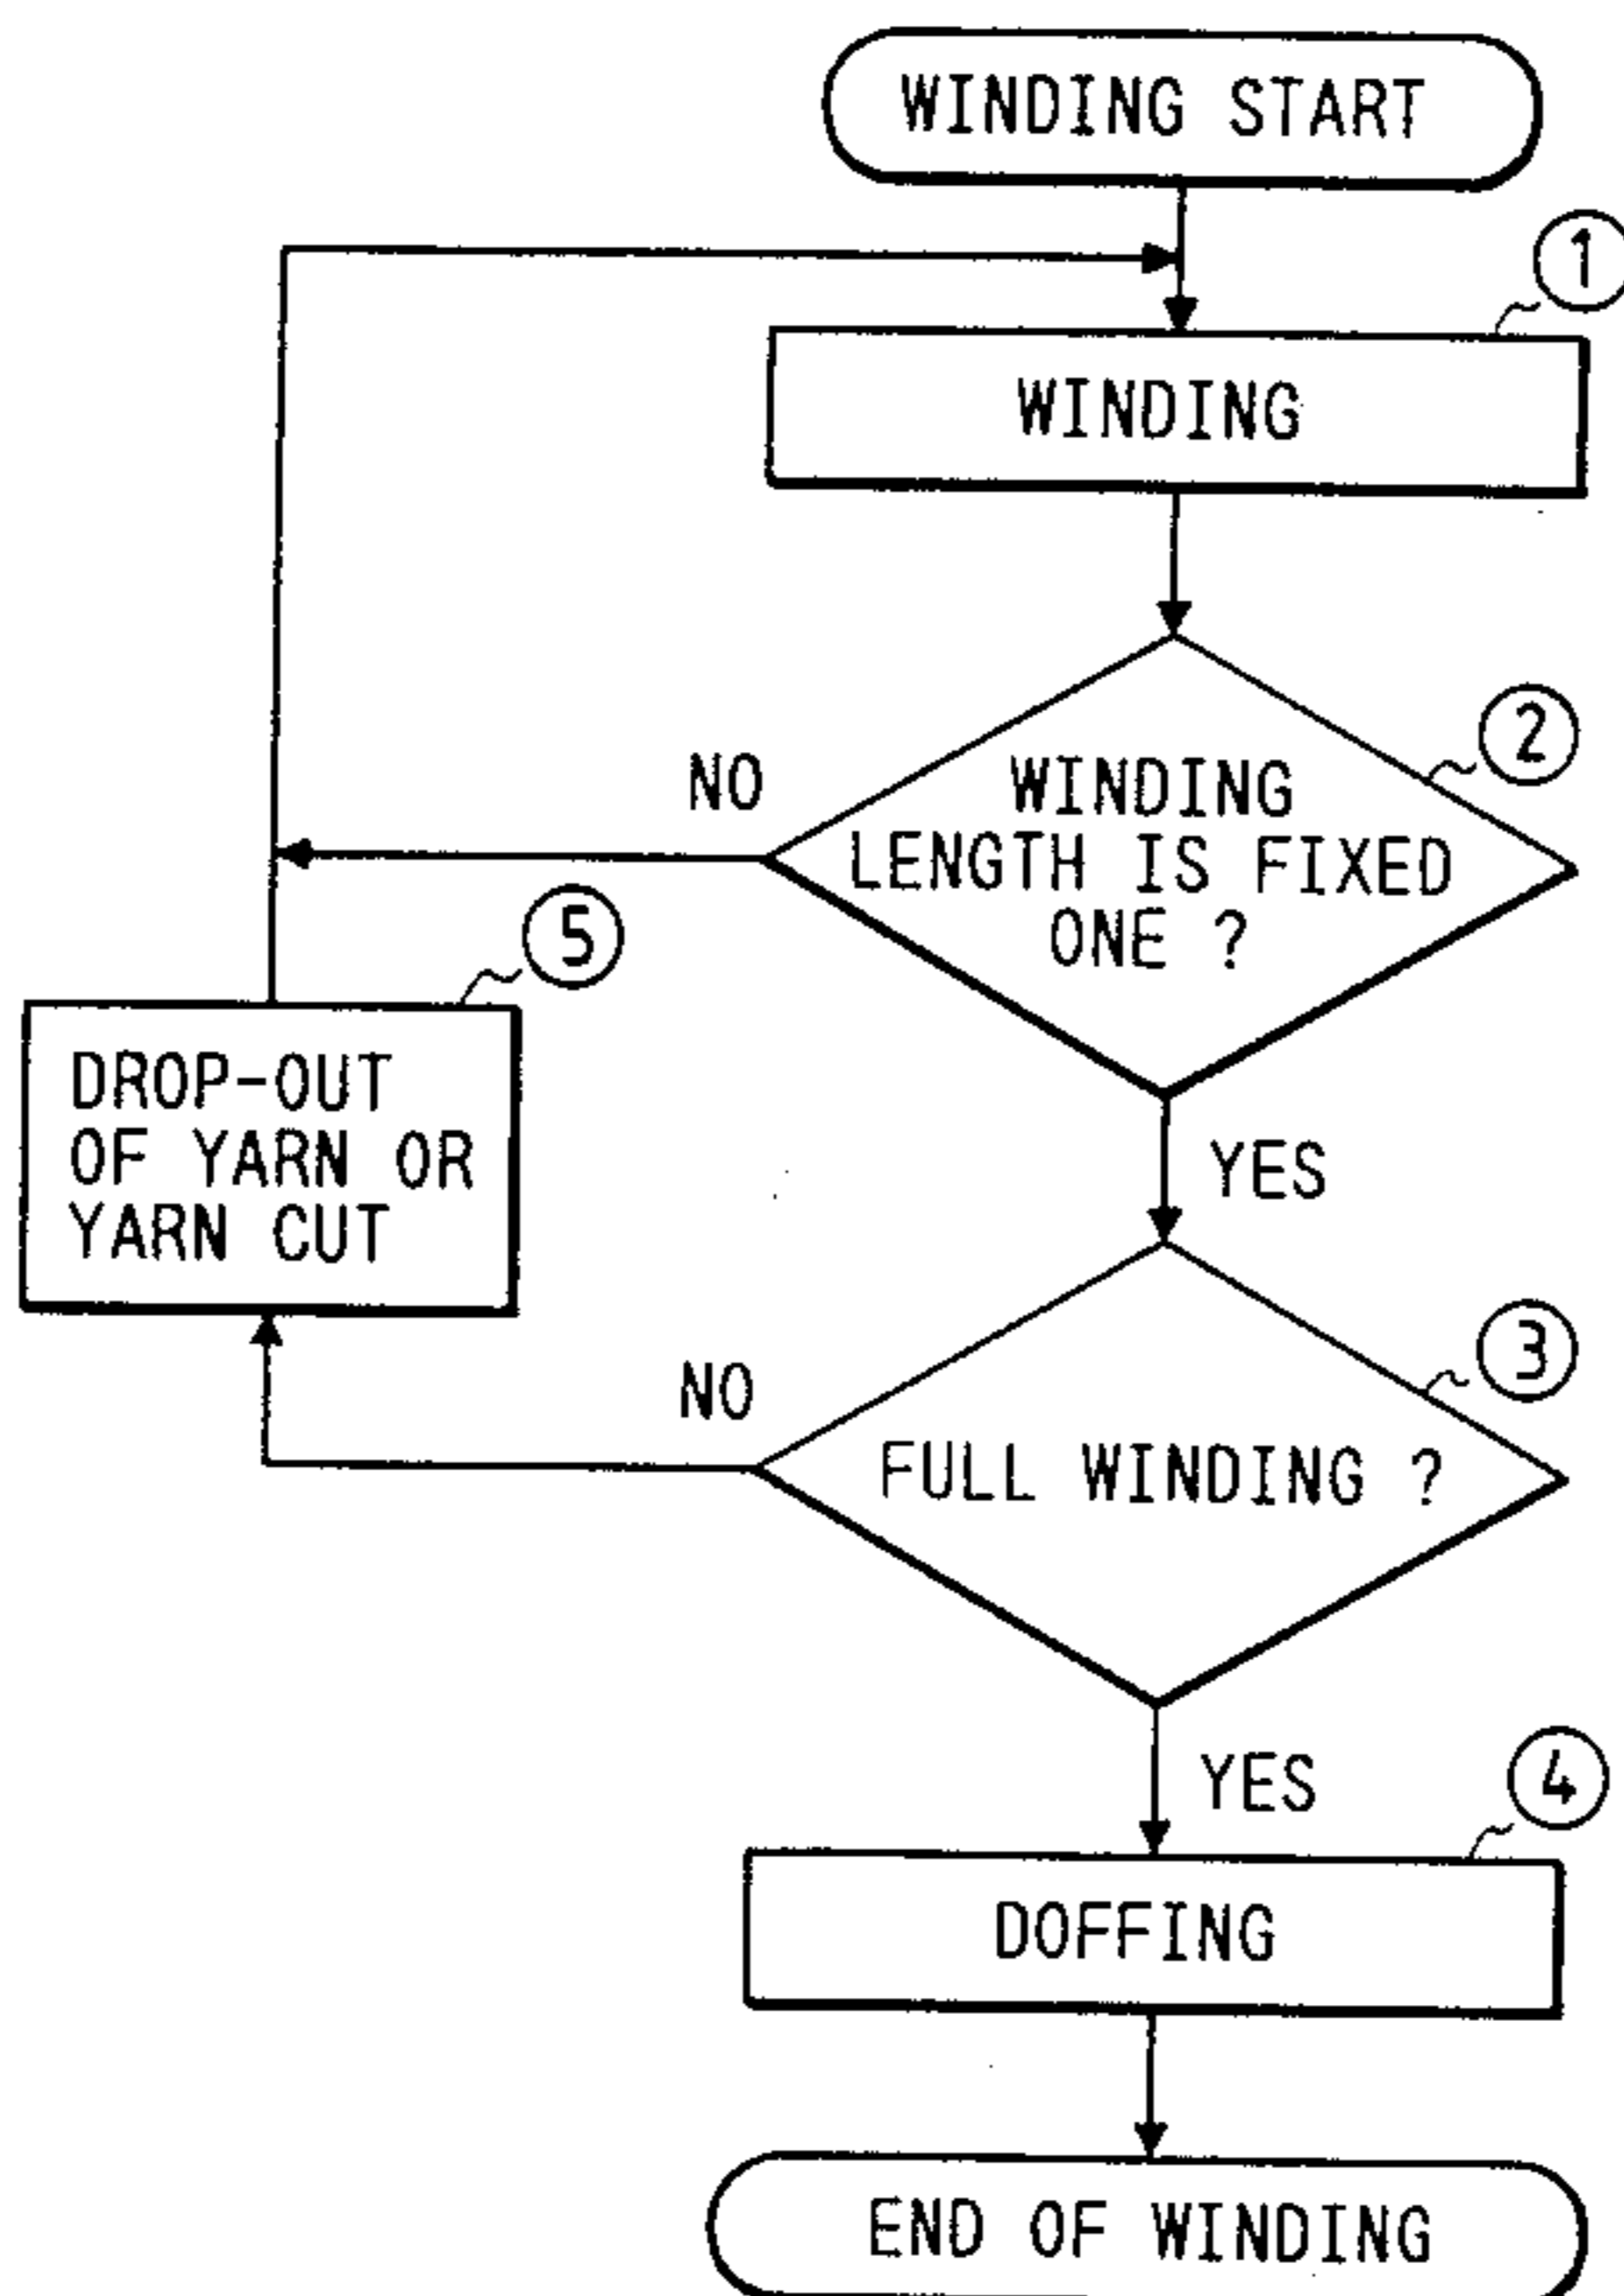 WINDING START
1
WINDING
2
NO
WINDING
LENGTH IS FIXED
ONE ?
5
DROP-OUT
OF YARN OR
YARN CUT
YES
3
NO
FULL WINDING ?
YES
4
DOFFING
END OF WINDING